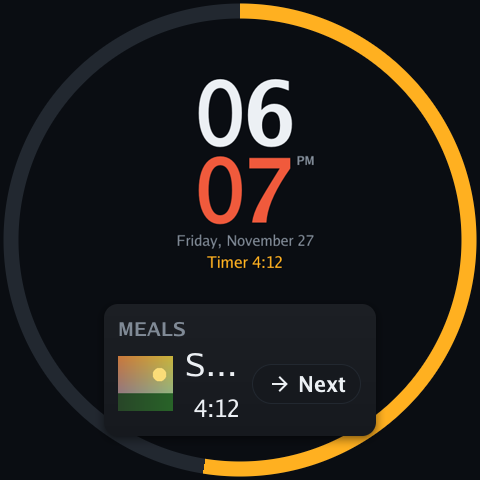 06
07 PM
Friday, November 27
Timer 4:12
MEALS
S...
4:12
→ Next